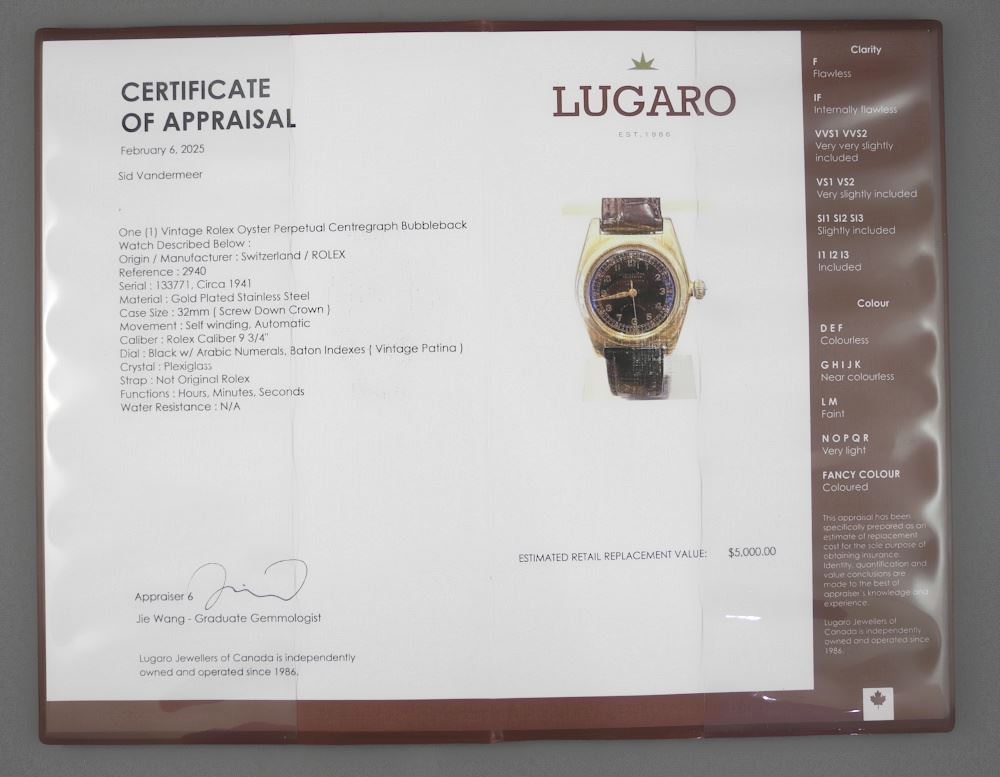 CERTIFICATE
OF APPRAISAL
February 6, 2025
Sid Vandermeer
One (1) Vintage Rolex Oyster Perpetual Centregraph Bubbleback
Watch Described Below :
Origin / Manufacturer : Switzerland / ROLEX
Reference : 2940
Serial : 133771, Circa 1941
Material : Gold Plated Stainless Steel
Case Size : 32mm ( Screw Down Crown )
Movement : Self winding, Automatic
Caliber : Rolex Caliber 9 3/4"
Dial : Black w/ Arabic Numerals, Baton Indexes ( Vintage Patina )
Crystal : Plexiglass
Strap : Not Original Rolex
Functions : Hours, Minutes, Seconds
Water Resistance : N/A
LUGARO
EST.1986
ESTIMATED RETAIL REPLACEMENT VALUE: $5,000.00
Appraiser 6
Jie Wang - Graduate Gemmologist
Lugaro Jewellers of Canada is independently
owned and operated since 1986.
Clarity
F
Flawless
IF
Internally flawless
VVS1 VVS2
Very very slightly
included
VS1 VS2
Very slightly included
SI1 SI2 SI3
Slightly included
I1 I2 I3
Included
Colour
D E F
Colourless
G H I J K
Near colourless
L M
Faint
N O P Q R
Very light
FANCY COLOUR
Coloured
This appraisal has been
specifically prepared as an
estimate of replacement
cost for the sole purpose of
obtaining insurance.
Identity, quantification and
value conclusions are
made to the best of
appraiser's knowledge and
experience.
Lugaro Jewellers of
Canada is independently
owned and operated since
1986.